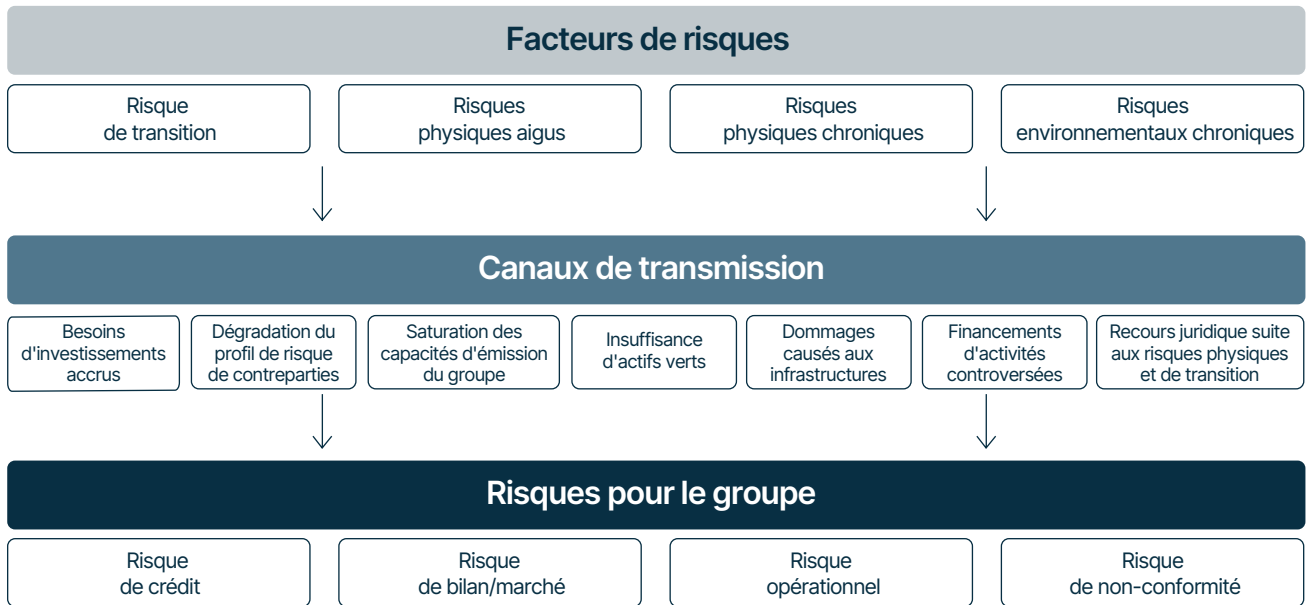 Facteurs de risques
Risque
de transition
Risques
physiques aigus
Risques
physiques chroniques
Risques
environnementaux chroniques
Canaux de transmission
Besoins
d'investissements
accrus
Dégradation du
profil de risque
de contreparties
Saturation des
capacités d'émission
du groupe
Insuffisance
d'actifs verts
Dommages
causés aux
infrastructures
Financements
d'activités
controversées
Recours juridique suite
aux risques physiques
et de transition
Risques pour le groupe
Risque
de crédit
Risque
de bilan/marché
Risque
opérationnel
Risque
de non-conformité